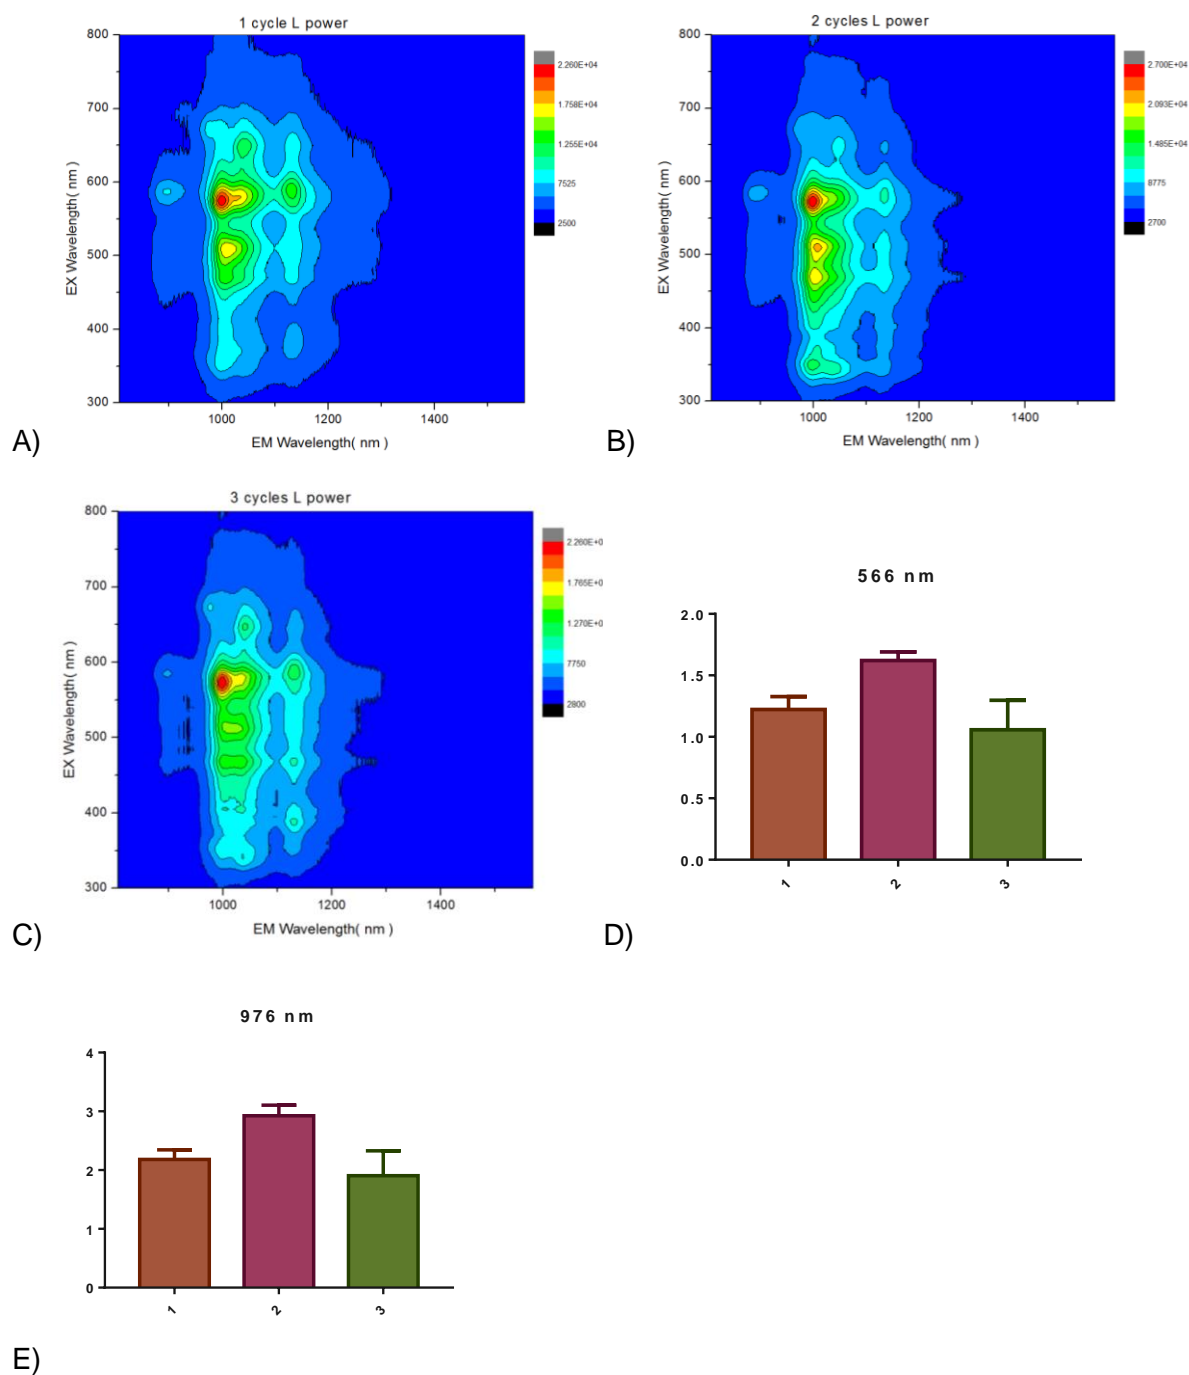 1 cycle L power
800
700
600
500
400
300
EX Wavelength( nm )
1000
1200
1400
EM Wavelength( nm )
2.260E+04
1.758E+04
1.255E+04
7525
2500
A)
2 cycles L power
800
700
600
500
400
300
EX Wavelength( nm )
1000
1200
1400
EM Wavelength( nm )
2.700E+04
2.093E+04
1.485E+04
8775
2700
B)
3 cycles L power
800
700
600
500
400
300
EX Wavelength( nm )
1000
1200
1400
EM Wavelength( nm )
2.260E+0
1.765E+0
1.270E+0
7750
2800
C)
566 nm
2.0
1.5
1.0
0.5
0.0
1
2
3
D)
976 nm
4
3
2
1
0
1
2
3
E)